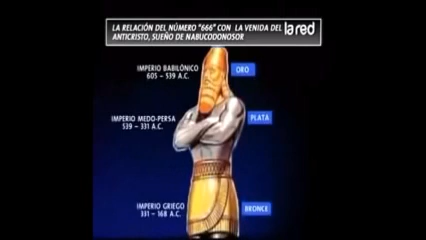 LA RELACIÓN DEL NÚMERO "666" CON LA VENIDA DEL
ANTICRISTO, SUEÑO DE NABUCODONOSOR
la red
IMPERIO BABILÓNICO
605 – 539 A.C.
ORO
IMPERIO MEDO-PERSA
539 – 331 A.C.
PLATA
IMPERIO GRIEGO
331 – 168 A.C.
BRONCE